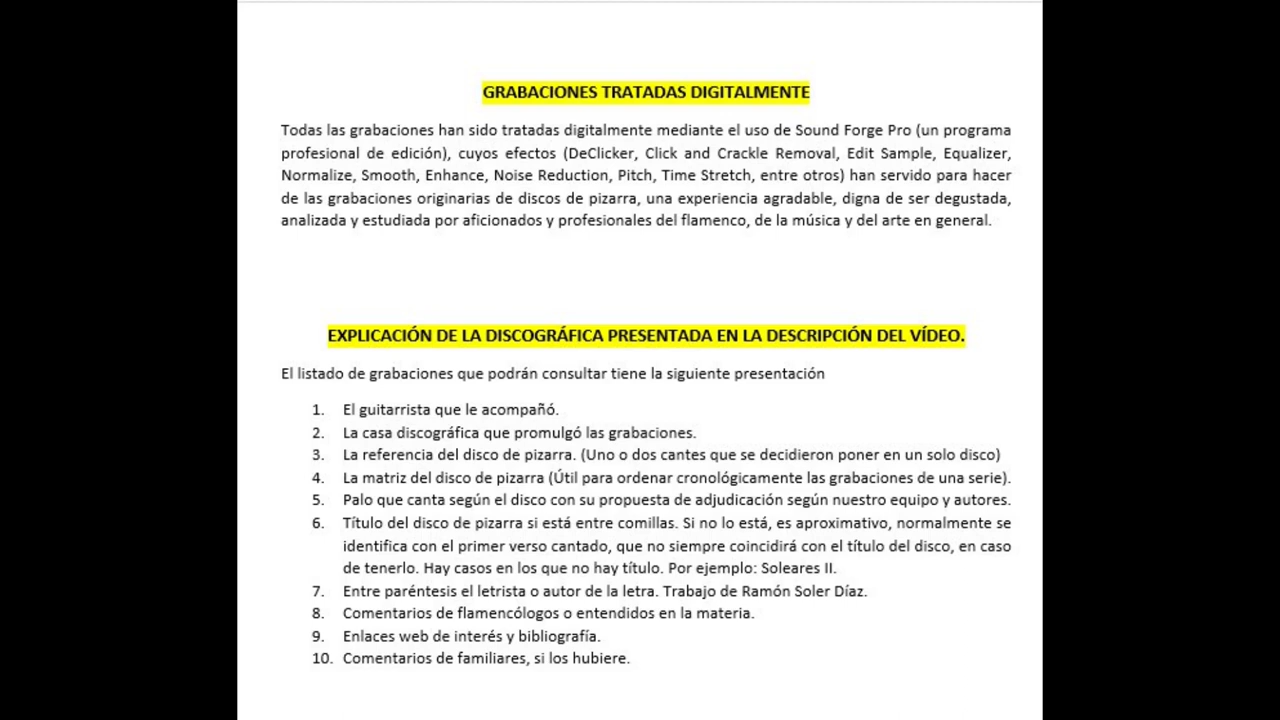 GRABACIONES TRATADAS DIGITALMENTE
Todas las grabaciones han sido tratadas digitalmente mediante el uso de Sound Forge Pro (un programa
profesional de edición), cuyos efectos (DeClicker, Click and Crackle Removal, Edit Sample, Equalizer,
Normalize, Smooth, Enhance, Noise Reduction, Pitch, Time Stretch, entre otros) han servido para hacer
de las grabaciones originarias de discos de pizarra, una experiencia agradable, digna de ser degustada,
analizada y estudiada por aficionados y profesionales del flamenco, de la música y del arte en general.
EXPLICACIÓN DE LA DISCOGRÁFICA PRESENTADA EN LA DESCRIPCIÓN DEL VÍDEO.
El listado de grabaciones que podrán consultar tiene la siguiente presentación
1. El guitarrista que le acompañó.
2. La casa discográfica que promulgó las grabaciones.
3. La referencia del disco de pizarra. (Uno o dos cantes que se decidieron poner en un solo disco)
4. La matriz del disco de pizarra (Útil para ordenar cronológicamente las grabaciones de una serie).
5. Palo que canta según el disco con su propuesta de adjudicación según nuestro equipo y autores.
6. Título del disco de pizarra si está entre comillas. Si no lo está, es aproximativo, normalmente se
identifica con el primer verso cantado, que no siempre coincidirá con el título del disco, en caso
de tenerlo. Hay casos en los que no hay título. Por ejemplo: Soleares II.
7. Entre paréntesis el letrista o autor de la letra. Trabajo de Ramón Soler Díaz.
8. Comentarios de flamencólogos o entendidos en la materia.
9. Enlaces web de interés y bibliografía.
10. Comentarios de familiares, si los hubiere.